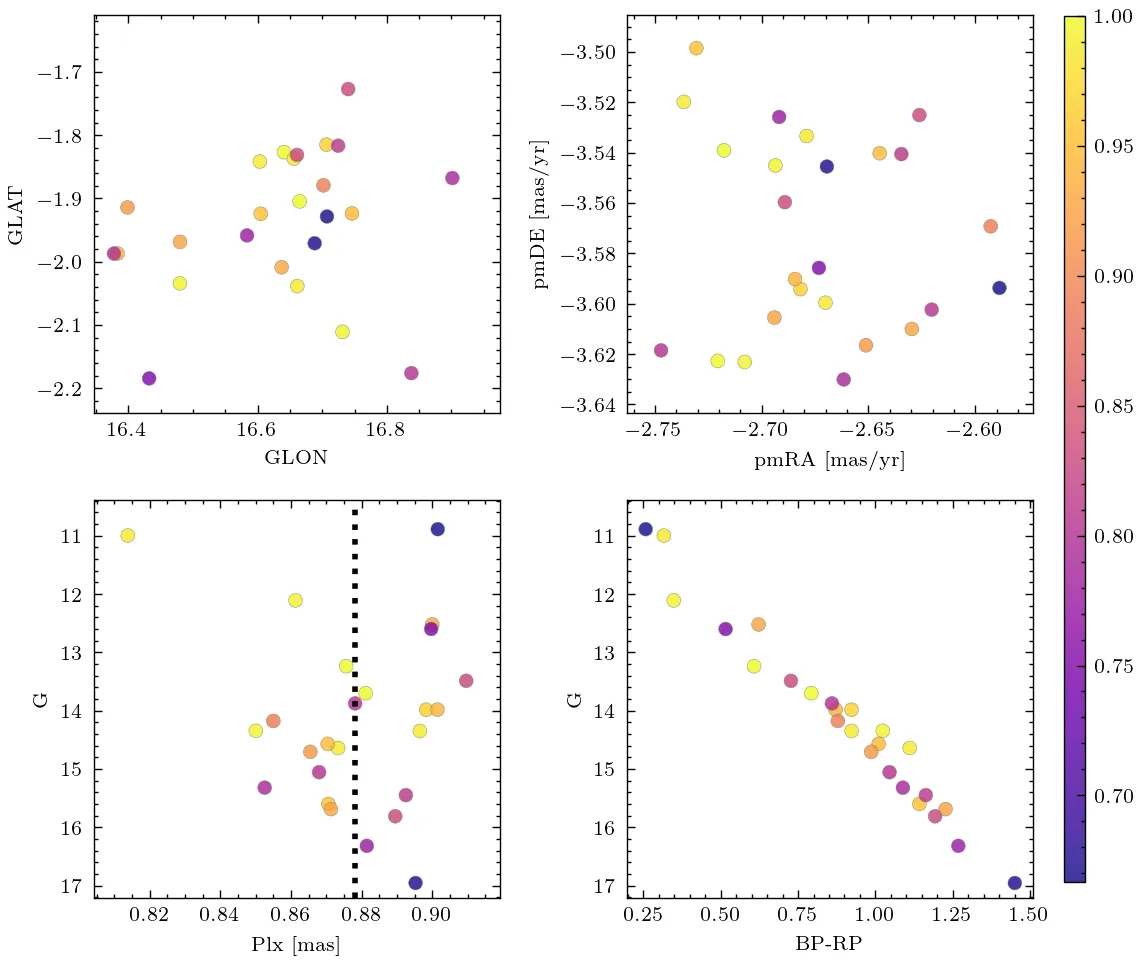 −1.7
−1.8
−1.9
−2.0
−2.1
−2.2
GLAT
16.4 16.6 16.8
GLON
−3.50
−3.52
−3.54
−3.56
−3.58
−3.60
−3.62
−3.64
pmDE [mas/yr]
−2.75 −2.70 −2.65 −2.60
pmRA [mas/yr]
11
12
13
14
15
16
17
G
0.82 0.84 0.86 0.88 0.90
Plx [mas]
11
12
13
14
15
16
17
G
0.25 0.50 0.75 1.00 1.25 1.50
BP-RP
1.00
0.95
0.90
0.85
0.80
0.75
0.70